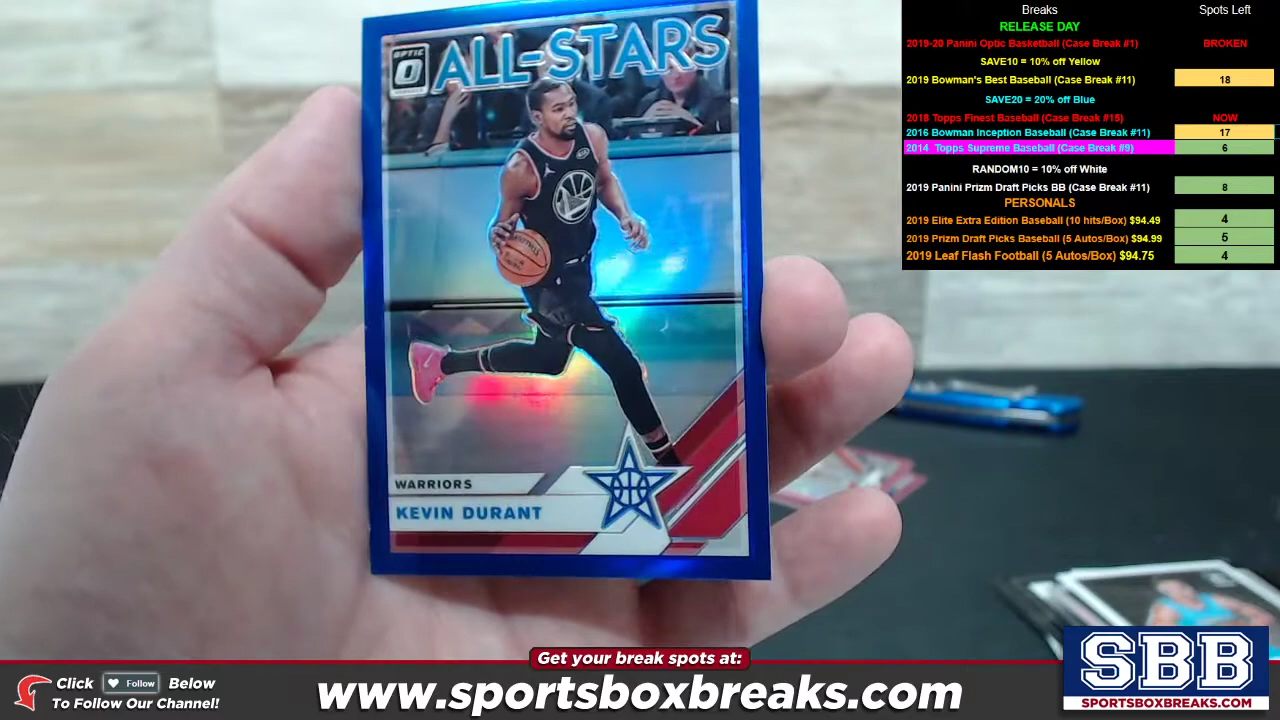 OPTIC
ALL-STARS
WARRIORS
KEVIN DURANT
Breaks Spots Left
RELEASE DAY
2019-20 Panini Optic Basketball (Case Break #1) BROKEN
SAVE10 = 10% off Yellow
2019 Bowman's Best Baseball (Case Break #11) 18
SAVE20 = 20% off Blue
2018 Topps Finest Baseball (Case Break #15) NOW
2016 Bowman Inception Baseball (Case Break #11) 17
2014 Topps Supreme Baseball (Case Break #9) 6
RANDOM10 = 10% off White
2019 Panini Prizm Draft Picks BB (Case Break #11) 8
PERSONALS
2019 Elite Extra Edition Baseball (10 hits/Box) $94.49 4
2019 Prizm Draft Picks Baseball (5 Autos/Box) $94.99 5
2019 Leaf Flash Football (5 Autos/Box) $94.75 4
Get your break spots at:
Click Follow Below
To Follow Our Channel!
www.sportsboxbreaks.com
SBB
SPORTSBOXBREAKS.COM